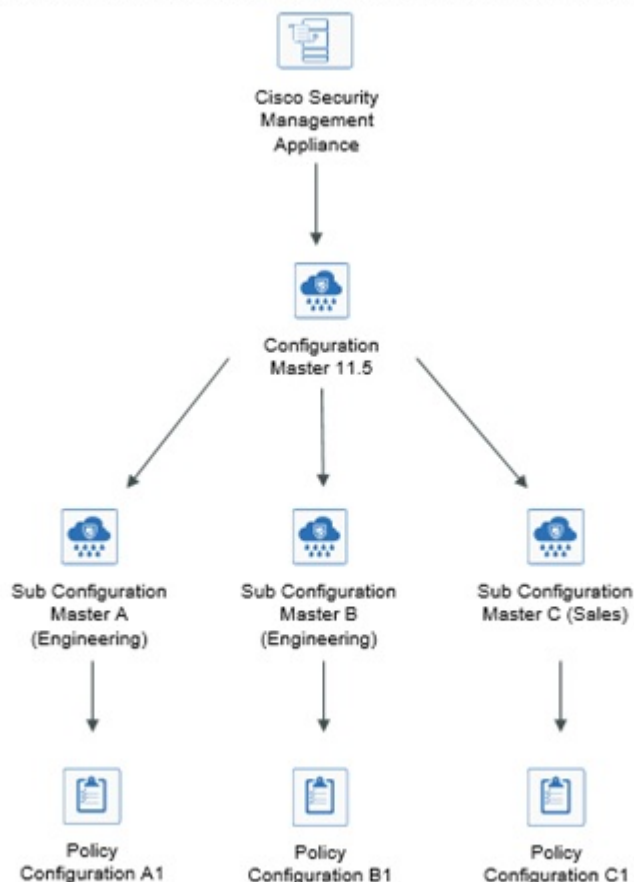 Cisco Security
Management
Appliance
Configuration
Master 11.5
Sub Configuration
Master A
(Engineering)
Sub Configuration
Master B
(Engineering)
Sub Configuration
Master C (Sales)
Policy
Configuration A1
Policy
Configuration B1
Policy
Configuration C1